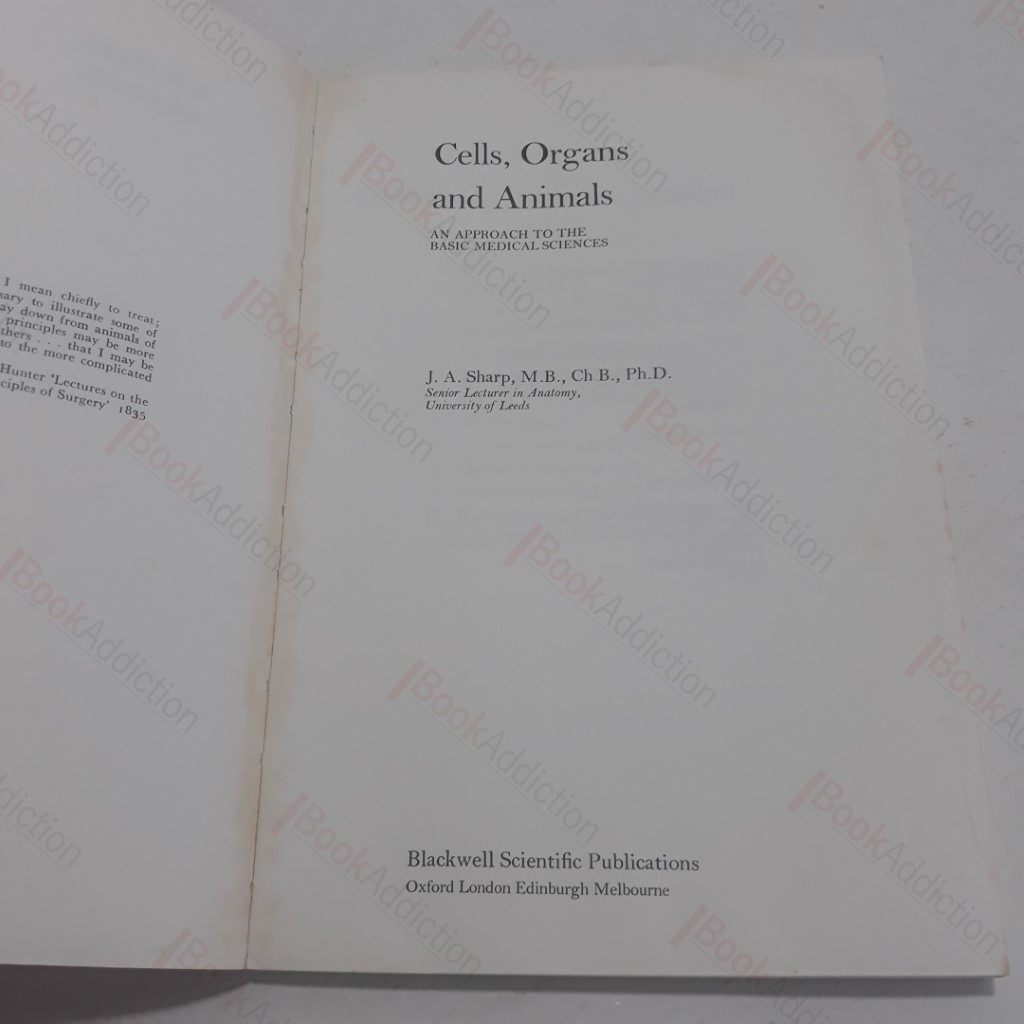 I mean chiefly to treat;
sary to illustrate some of
ay down from animals of
principles may be more
thers . . . that I may be
to the more complicated
Hunter 'Lectures on the
ciples of Surgery' 1835
Cells, Organs
and Animals
AN APPROACH TO THE
BASIC MEDICAL SCIENCES
J. A. Sharp, M.B., Ch B., Ph.D.
Senior Lecturer in Anatomy,
University of Leeds
Blackwell Scientific Publications
Oxford London Edinburgh Melbourne
BookAddiction